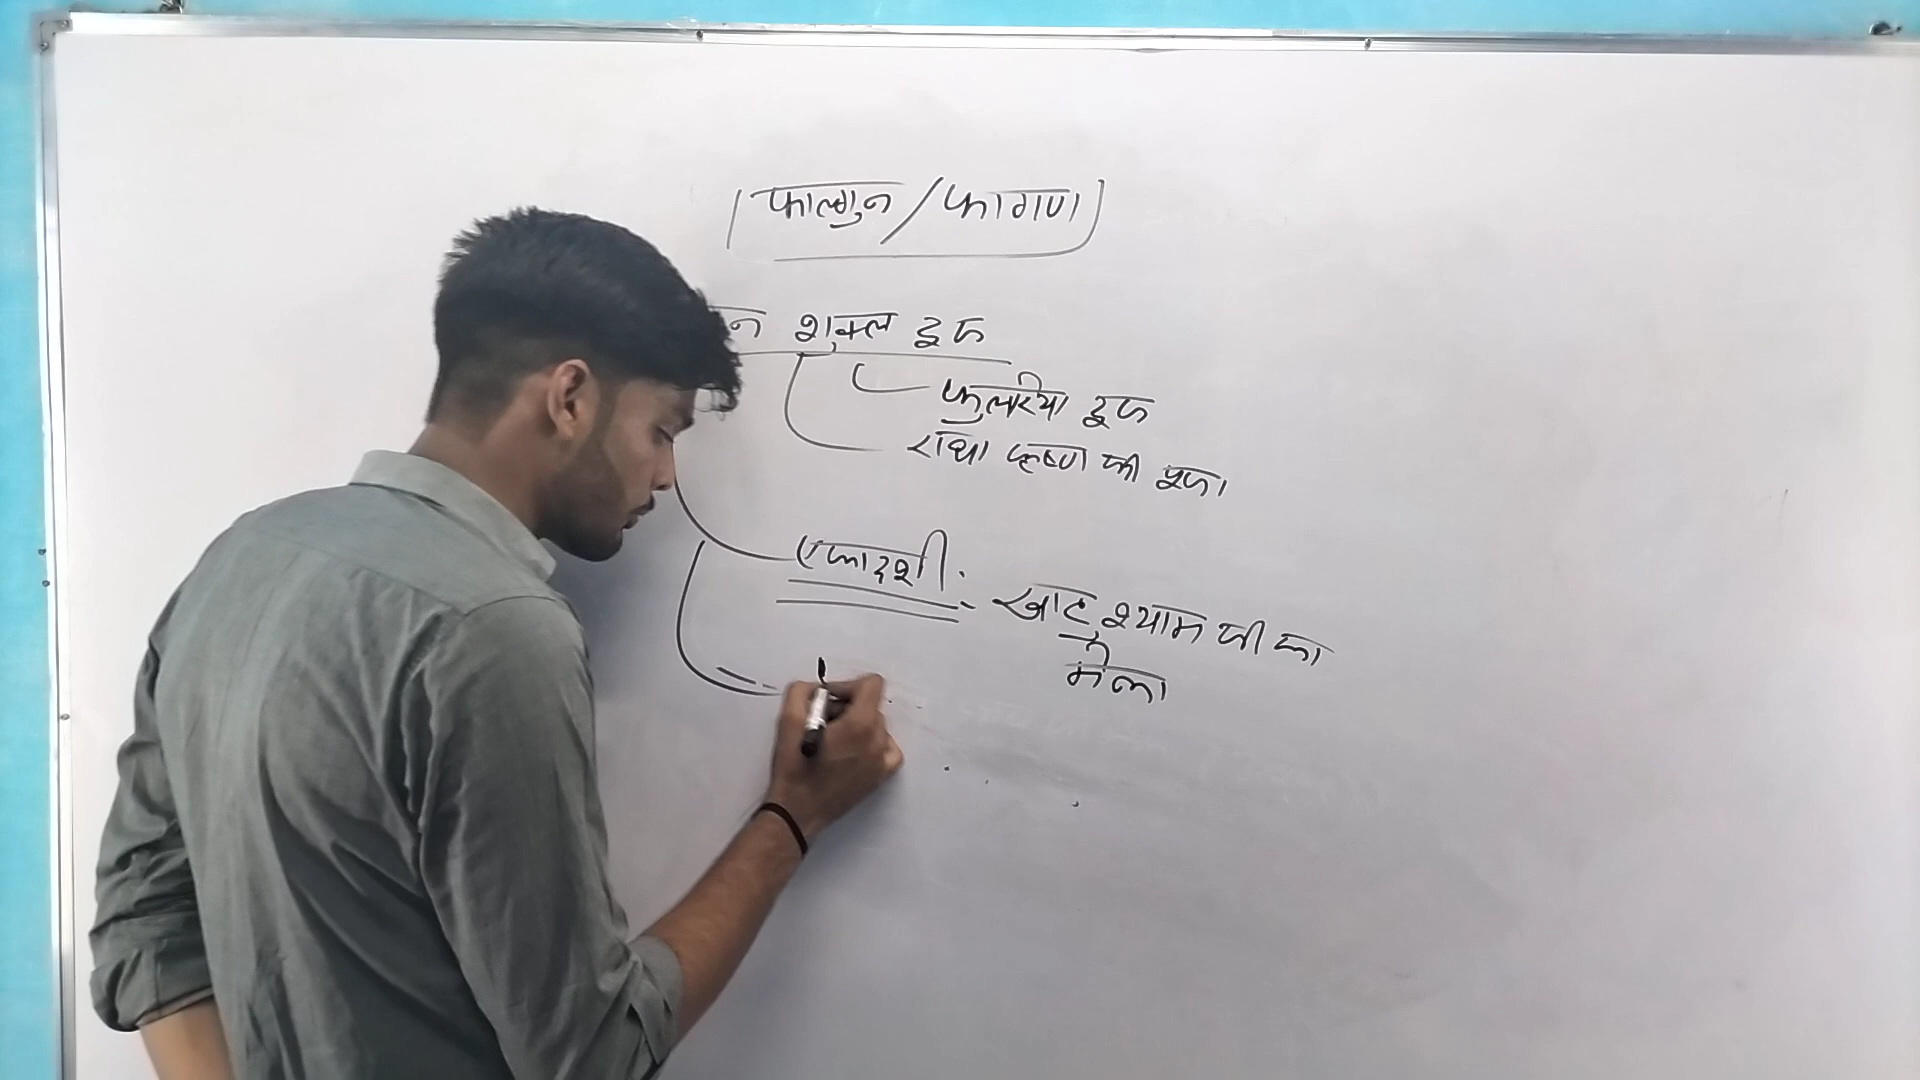 फाल्गुन / फागण
न शुक्ल दूज
फुलरिया दूज
राधा कृष्ण की पूजा
एकादशी.
खाटू श्याम जी का
मेला